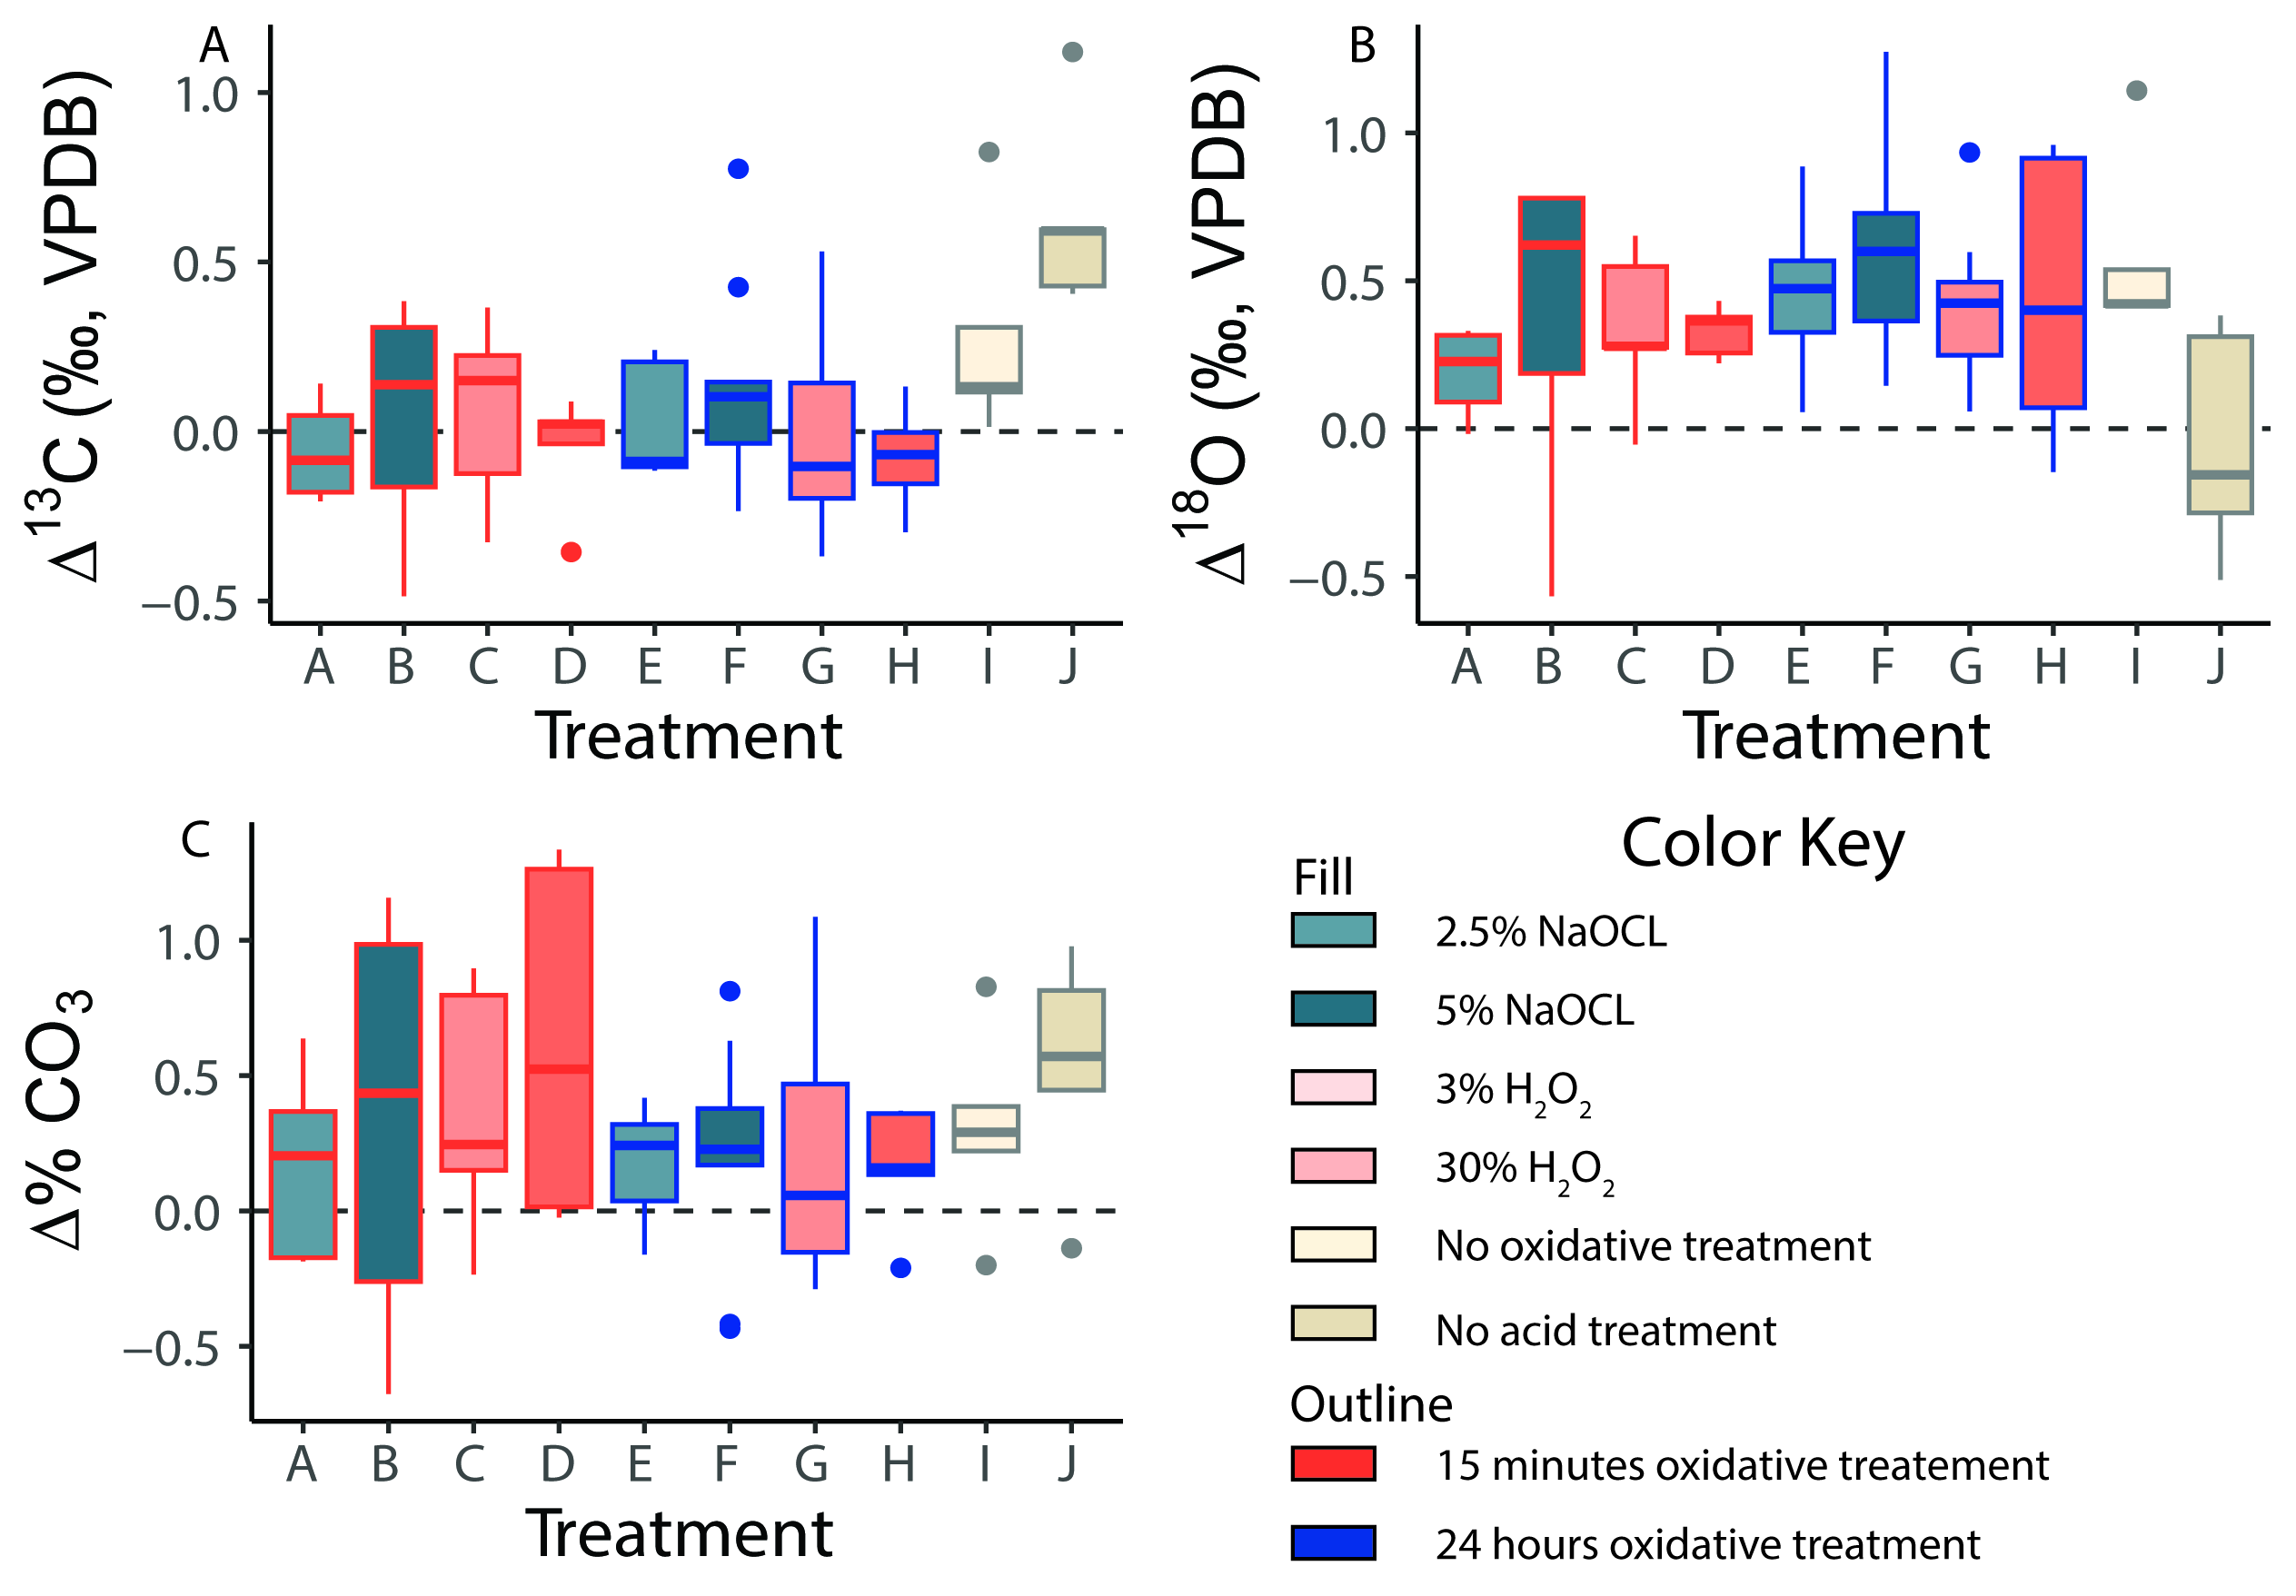 A
Δ13C (‰, VPDB)
1.0
0.5
0.0
−0.5
A B C D E F G H I J
Treatment
B
Δ18O (‰, VPDB)
1.0
0.5
0.0
−0.5
A B C D E F G H I J
Treatment
C
Δ% CO3
1.0
0.5
0.0
−0.5
A B C D E F G H I J
Treatment
Color Key
Fill
2.5% NaOCL
5% NaOCL
3% H2O2
30% H2O2
No oxidative treatment
No acid treatment
Outline
15 minutes oxidative treatement
24 hours oxidative treatment